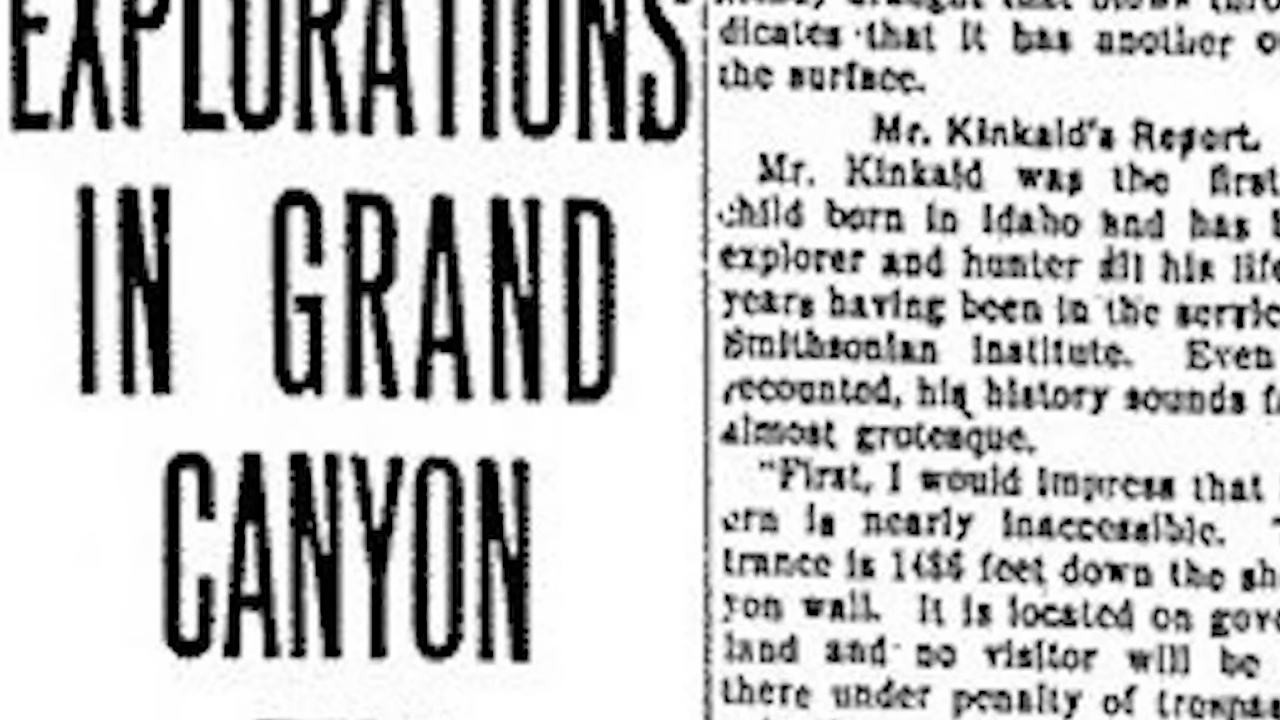 EXPLORATIONS
IN GRAND
CANYON
dicates that it has another
the surface.
Mr. Kinkaid's Report.
Mr. Kinkaid was the first
child born in Idaho and has
explorer and hunter all his life
years having been in the
Smithsonian Institute. Even
recounted, his history sounds
almost grotesque.
"First, I would impress that
ern is nearly inaccessible.
trance is 1486 feet down the sh
yon wall. It is located on gov
land and no visitor will be
there under penalty of trespas